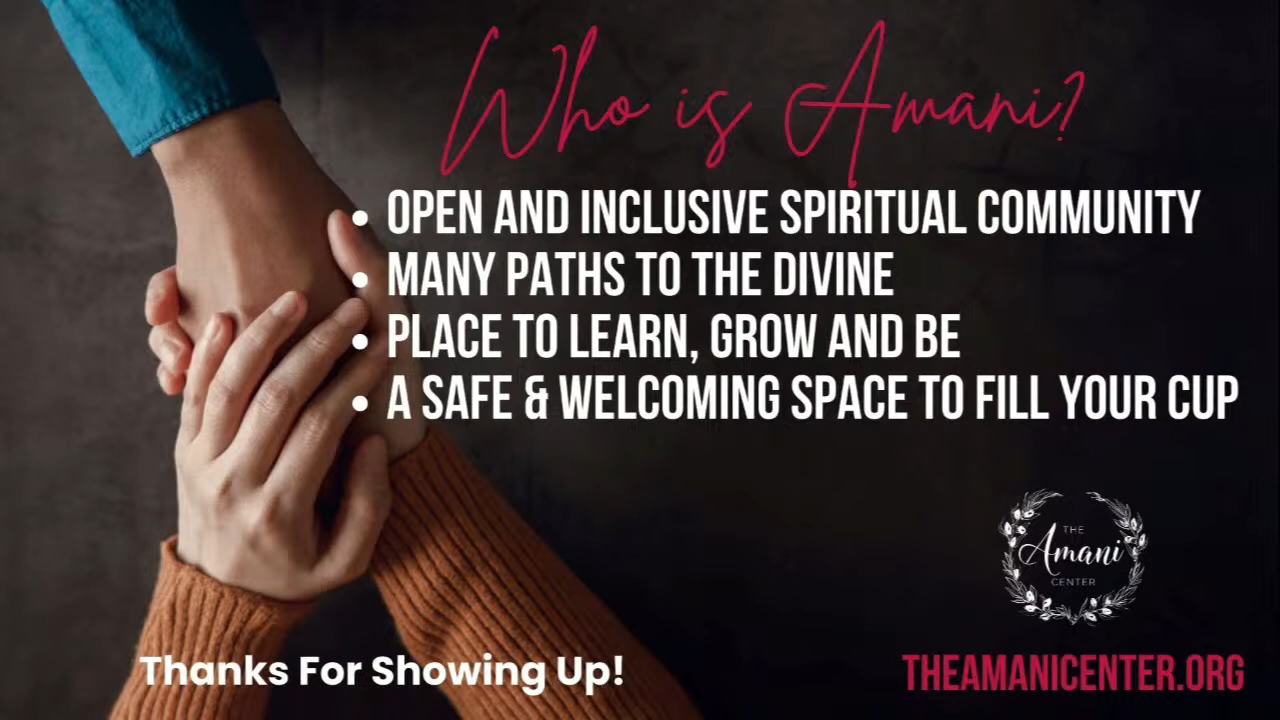 Who is Amani?
• OPEN AND INCLUSIVE SPIRITUAL COMMUNITY
• MANY PATHS TO THE DIVINE
• PLACE TO LEARN, GROW AND BE
• A SAFE & WELCOMING SPACE TO FILL YOUR CUP
THE
Amani
CENTER
Thanks For Showing Up!
THEAMANICENTER.ORG